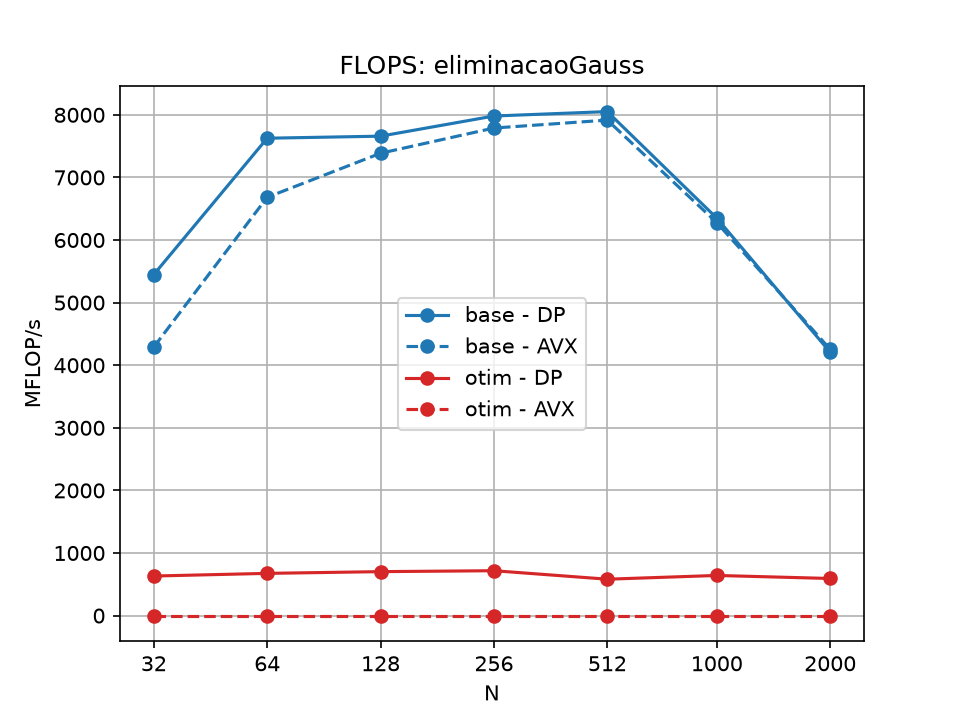 FLOPS: eliminacaoGauss
MFLOP/s
8000
7000
6000
5000
4000
3000
2000
1000
0
base - DP
base - AVX
otim - DP
otim - AVX
32 64 128 256 512 1000 2000
N